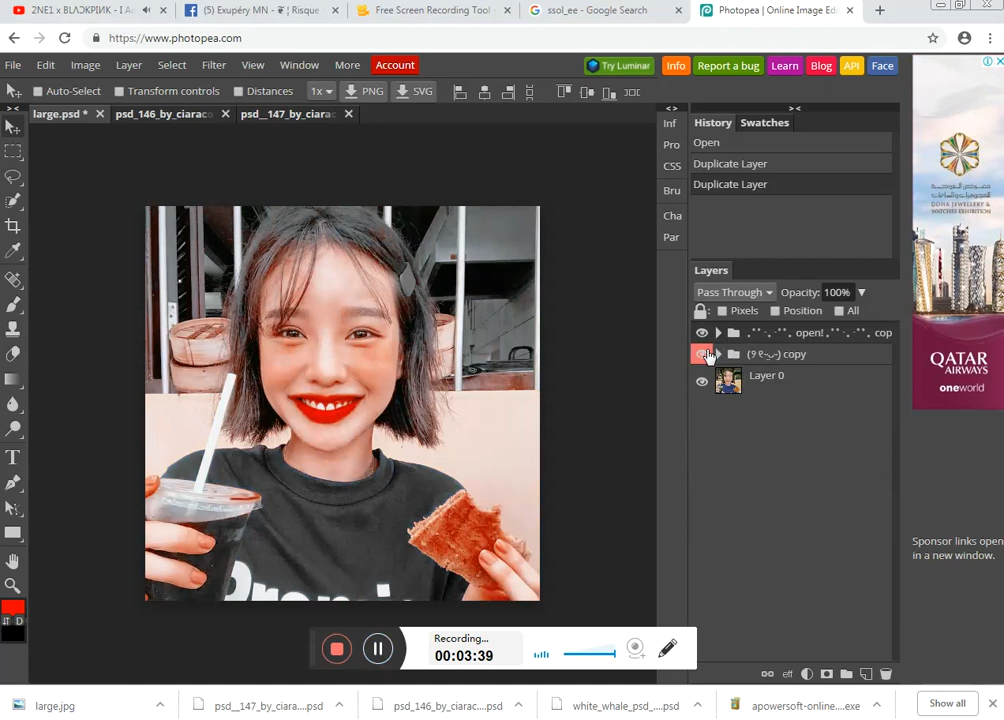 2NE1 x BLΛƆKPIИK - I A
(5) Exupéry MN - ❦ ¦ Risque
Free Screen Recording Tool -
ssol_ee - Google Search
Photopea | Online Image Ed
https://www.photopea.com
File Edit Image Layer Select Filter View Window More Account
Try Luminar Info Report a bug Learn Blog API Face
Auto-Select Transform controls Distances 1x PNG SVG
large.psd * psd_146_by_ciaraco psd__147_by_ciara
Inf
Pro
CSS
Bru
Cha
Par
History Swatches
Open
Duplicate Layer
Duplicate Layer
Layers
Pass Through Opacity: 100%
Pixels Position All
open! cop
copy
Layer 0
DOHA JEWELLERY &
WATCHES EXHIBITION
QATAR
AIRWAYS
oneworld
Sponsor links open
in a new window.
Recording...
00:03:39
large.jpg
psd__147_by_ciara....psd
psd_146_by_ciarac....psd
white_whale_psd_....psd
apowersoft-online....exe
Show all